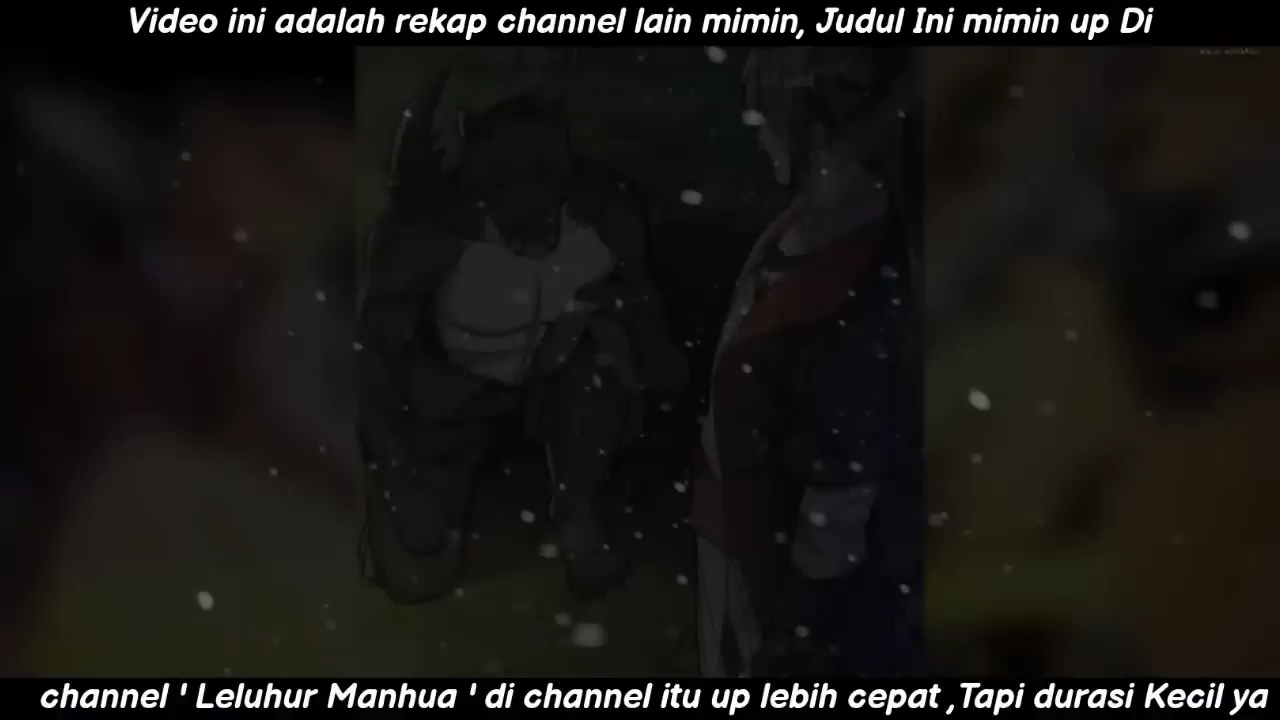 Video ini adalah rekap channel lain mimin, Judul Ini mimin up Di
channel ' Leluhur Manhua ' di channel itu up lebih cepat ,Tapi durasi Kecil ya